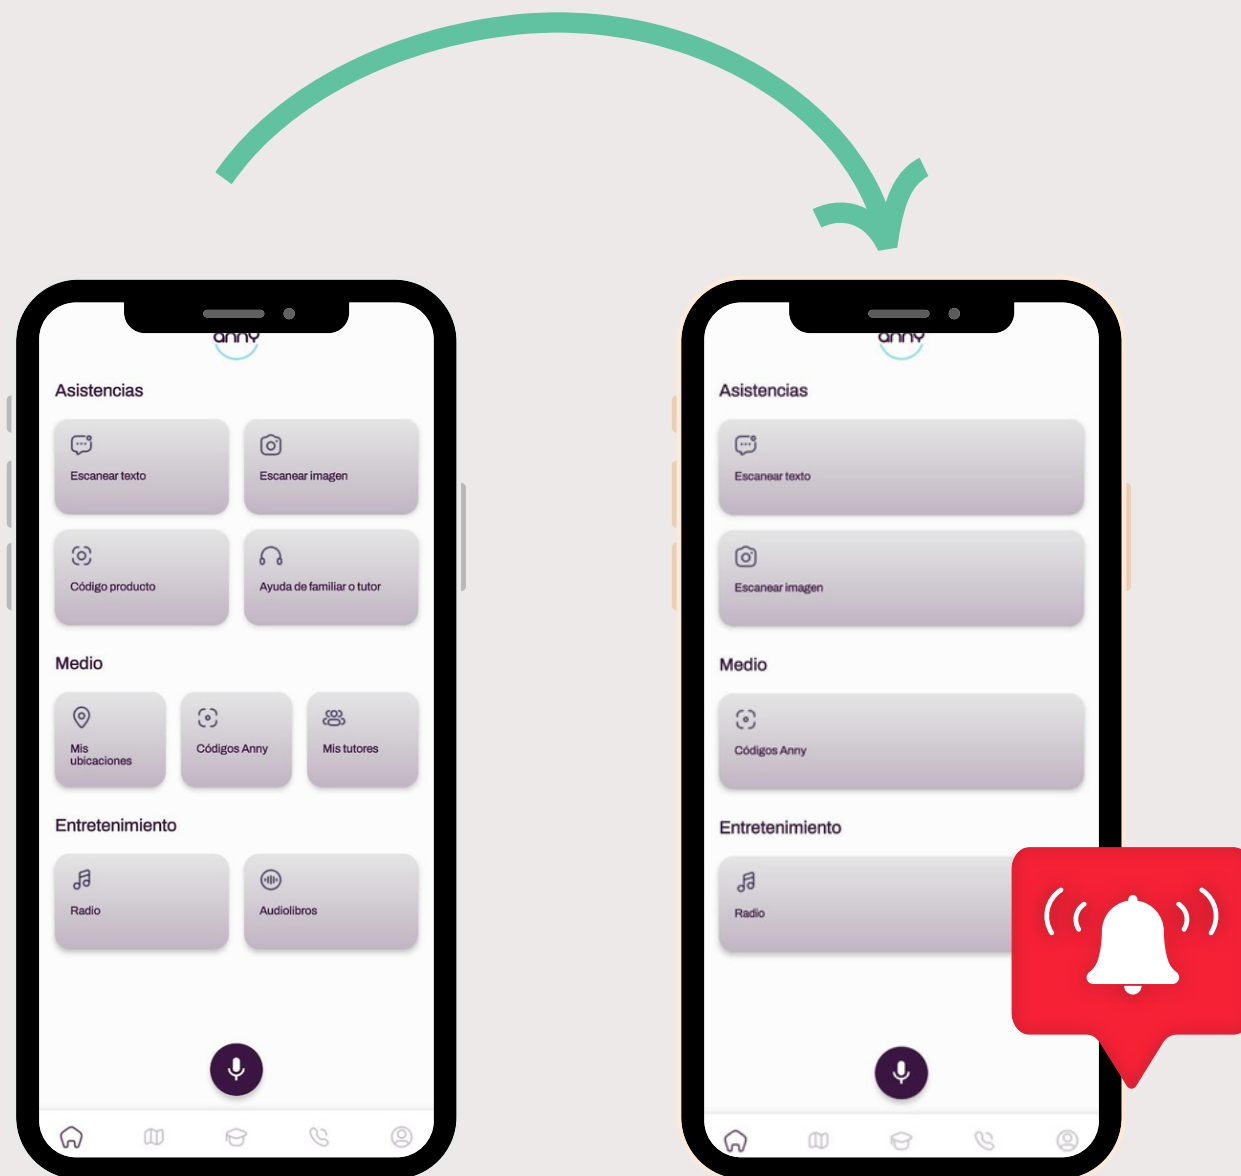 anny
Asistencias
Escanear texto
Escanear imagen
Código producto
Ayuda de familiar o tutor
Medio
Mis
ubicaciones
Códigos Anny
Mis tutores
Entretenimiento
Radio
Audiolibros
anny
Asistencias
Escanear texto
Escanear imagen
Medio
Códigos Anny
Entretenimiento
Radio